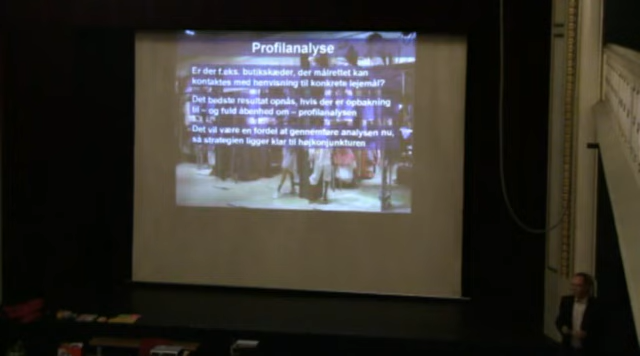 Profilanalyse
Er der f.eks. butikskæder, der målrettet kan
kontaktes med henvisning til konkrete lejemål?
Det bedste resultat opnås, hvis der er opbakning
til – og fuld åbenhed om – profilanalysen
Det vil være en fordel at gennemføre analysen nu,
så strategien ligger klar til højkonjunkturen